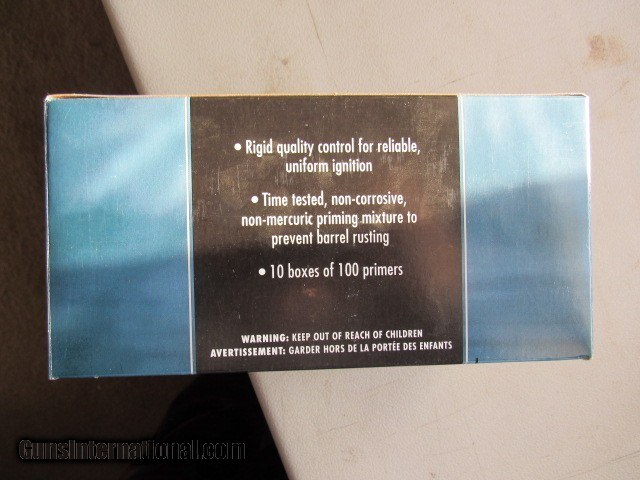 • Rigid quality control for reliable,
uniform ignition
• Time tested, non-corrosive,
non-mercuric priming mixture to
prevent barrel rusting
• 10 boxes of 100 primers
WARNING: KEEP OUT OF REACH OF CHILDREN
AVERTISSEMENT: GARDER HORS DE LA PORTÉE DES ENFANTS
GunsInternational.com